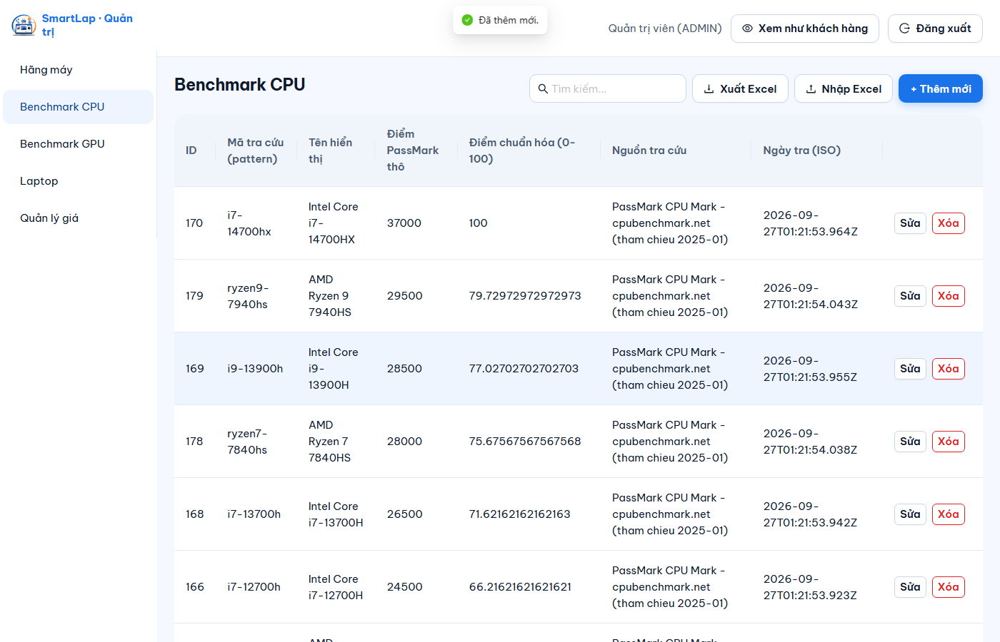 SmartLap · Quản
trị
Đã thêm mới.
Quản trị viên (ADMIN)
Xem như khách hàng
Đăng xuất
Hãng máy
Benchmark CPU
Benchmark GPU
Laptop
Quản lý giá
Benchmark CPU
Tìm kiếm...
Xuất Excel
Nhập Excel
+ Thêm mới
ID
Mã tra cứu
(pattern)
Tên hiển
thị
Điểm
PassMark
thô
Điểm chuẩn hóa (0-
100)
Nguồn tra cứu
Ngày tra (ISO)
170
i7-
14700hx
Intel Core
i7-
14700HX
37000
100
PassMark CPU Mark -
cpubenchmark.net
(tham chieu 2025-01)
2026-09-
27T01:21:53.964Z
Sửa
Xóa
179
ryzen9-
7940hs
AMD
Ryzen 9
7940HS
29500
79.72972972972973
PassMark CPU Mark -
cpubenchmark.net
(tham chieu 2025-01)
2026-09-
27T01:21:54.043Z
Sửa
Xóa
169
i9-13900h
Intel Core
i9-
13900H
28500
77.02702702702703
PassMark CPU Mark -
cpubenchmark.net
(tham chieu 2025-01)
2026-09-
27T01:21:53.955Z
Sửa
Xóa
178
ryzen7-
7840hs
AMD
Ryzen 7
7840HS
28000
75.67567567567568
PassMark CPU Mark -
cpubenchmark.net
(tham chieu 2025-01)
2026-09-
27T01:21:54.038Z
Sửa
Xóa
168
i7-13700h
Intel Core
i7-13700H
26500
71.62162162162163
PassMark CPU Mark -
cpubenchmark.net
(tham chieu 2025-01)
2026-09-
27T01:21:53.942Z
Sửa
Xóa
166
i7-12700h
Intel Core
i7-12700H
24500
66.21621621621621
PassMark CPU Mark -
cpubenchmark.net
(tham chieu 2025-01)
2026-09-
27T01:21:53.923Z
Sửa
Xóa
AMD
PassMark CPU Mark -